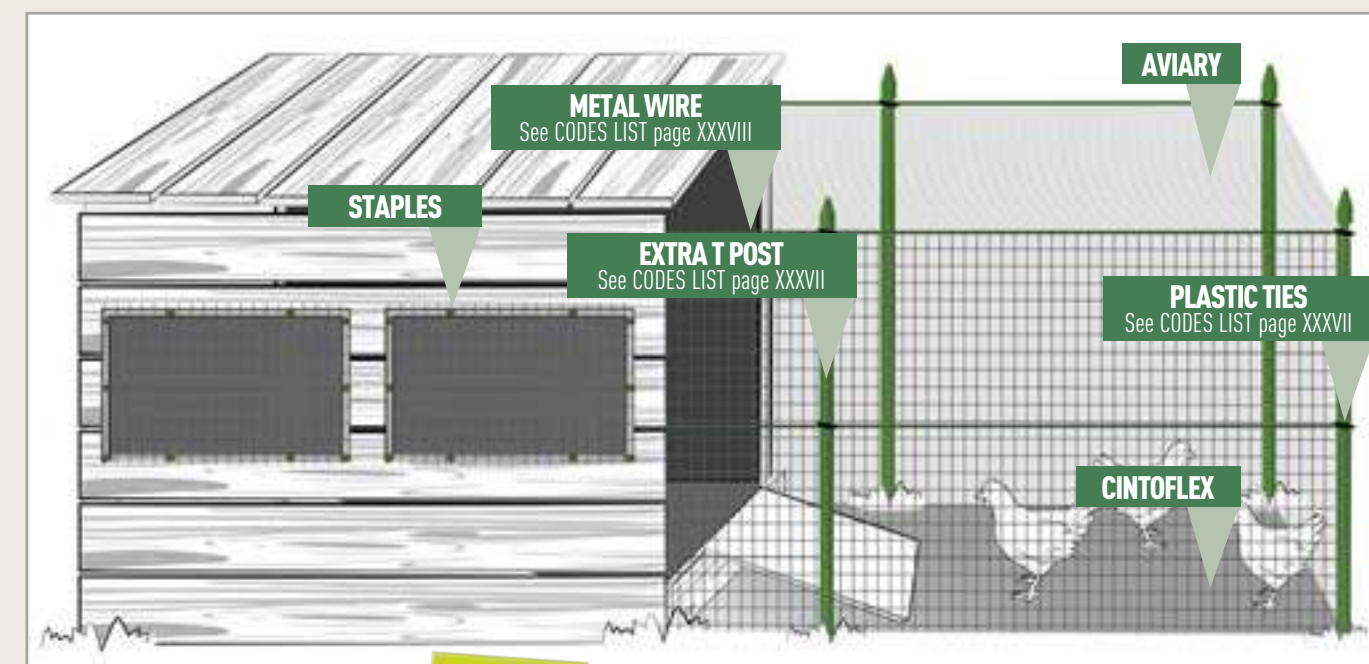 AVIARY
METAL WIRE
See CODES LIST page XXXVIII
STAPLES
EXTRA T POST
See CODES LIST page XXXVII
PLASTIC TIES
See CODES LIST page XXXVII
CINTOFLEX